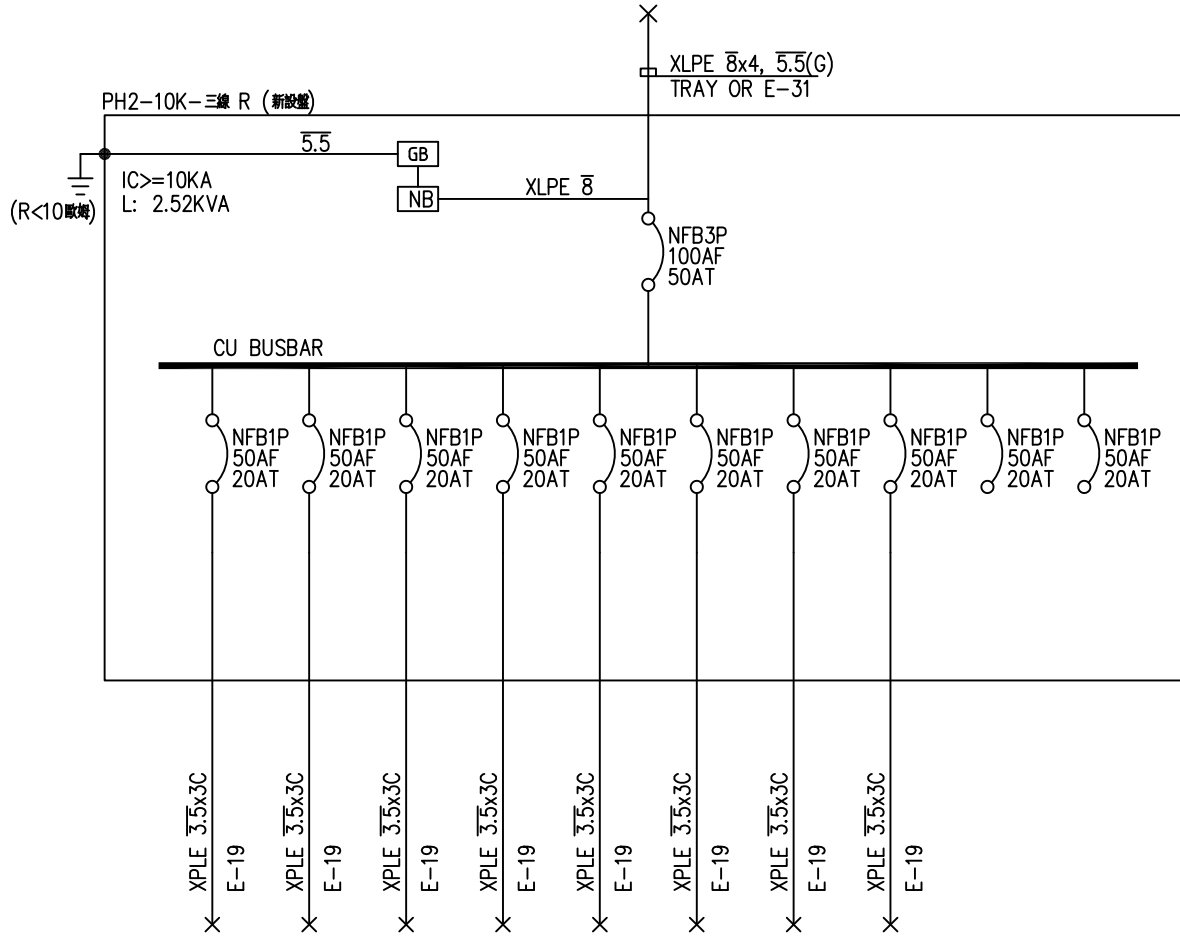 XLPE 8x4, 5.5(G)
TRAY OR E-31
PH2-10K-三線 R (新設盤)
5.5
GB
IC>=10KA
L: 2.52KVA
(R<10歐姆)
NB
XLPE 8
NFB3P
100AF
50AT
CU BUSBAR
NFB1P
50AF
20AT
NFB1P
50AF
20AT
NFB1P
50AF
20AT
NFB1P
50AF
20AT
NFB1P
50AF
20AT
NFB1P
50AF
20AT
NFB1P
50AF
20AT
NFB1P
50AF
20AT
NFB1P
50AF
20AT
NFB1P
50AF
20AT
XPLE 3.5x3C
E-19
XPLE 3.5x3C
E-19
XPLE 3.5x3C
E-19
XPLE 3.5x3C
E-19
XPLE 3.5x3C
E-19
XPLE 3.5x3C
E-19
XPLE 3.5x3C
E-19
XPLE 3.5x3C
E-19